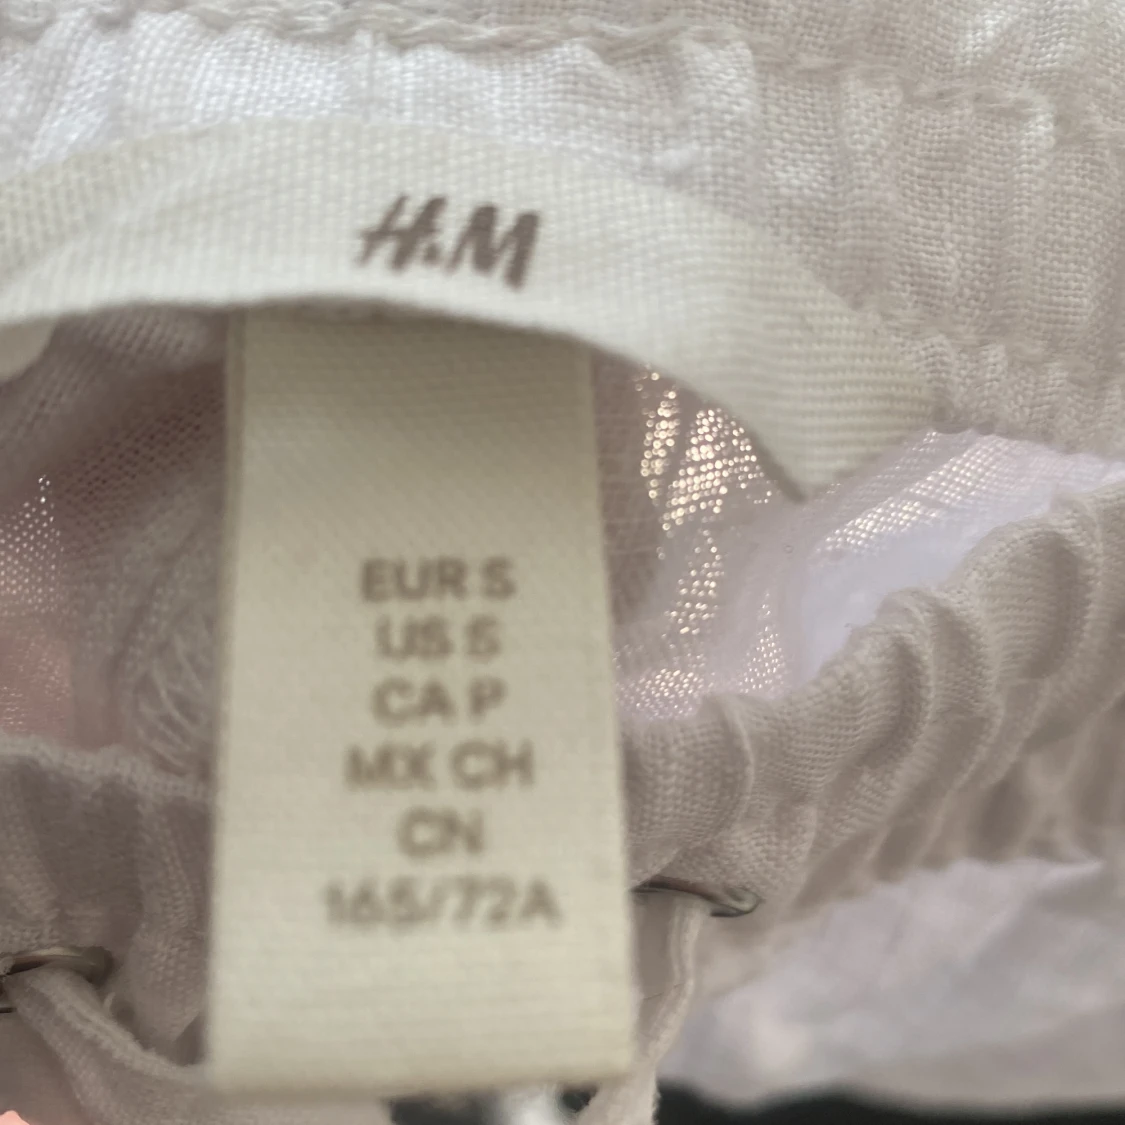 H&M
EUR S
US S
CA P
MX CH
CN
165/72A